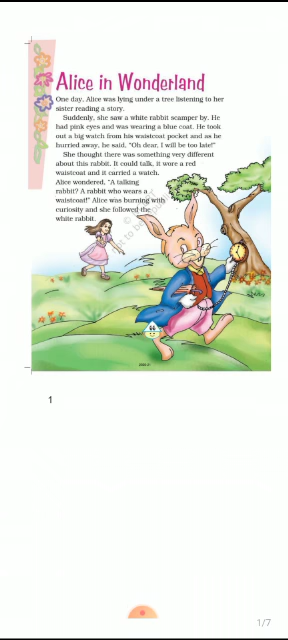 Alice in Wonderland
One day, Alice was lying under a tree listening to her
sister reading a story.
Suddenly, she saw a white rabbit scamper by. He
had pink eyes and was wearing a blue coat. He took
out a big watch from his waistcoat pocket and as he
hurried away, he said, "Oh dear, I will be too late!"
She thought there was something very different
about this rabbit. It could talk, it wore a red
waistcoat and it carried a watch.
Alice wondered, "A talking
rabbit? A rabbit who wears a
waistcoat!" Alice was burning with
curiosity and she followed the
white rabbit.
1
1/7